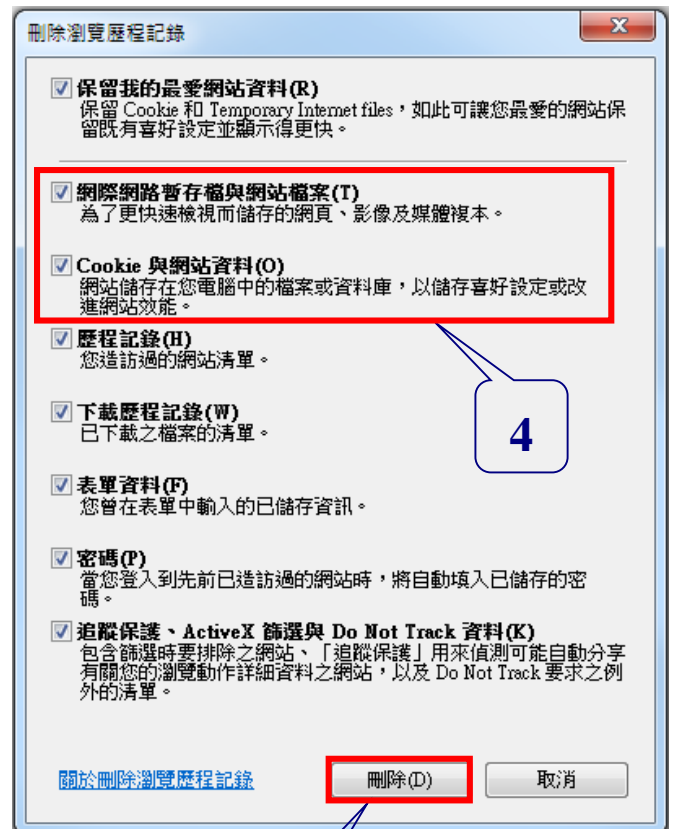 刪除瀏覽歷程記錄
保留我的最愛網站資料(R)
保留 Cookie 和 Temporary Internet files，如此可讓您最愛的網站保
留既有喜好設定並顯示得更快。
網際網路暫存檔與網站檔案(T)
為了更快速檢視而儲存的網頁、影像及媒體複本。
Cookie 與網站資料(O)
網站儲存在您電腦中的檔案或資料庫，以儲存喜好設定或改
進網站效能。
歷程記錄(H)
您造訪過的網站清單。
下載歷程記錄(W)
已下載之檔案的清單。
4
表單資料(F)
您曾在表單中輸入的已儲存資訊。
密碼(P)
當您登入到先前已造訪過的網站時，將自動填入已儲存的密
碼。
追蹤保護、ActiveX 篩選與 Do Not Track 資料(K)
包含篩選時要排除之網站、「追蹤保護」用來偵測可能自動分享
有關您的瀏覽動作詳細資料之網站，以及 Do Not Track 要求之例
外的清單。
關於刪除瀏覽歷程記錄
刪除(D)
取消